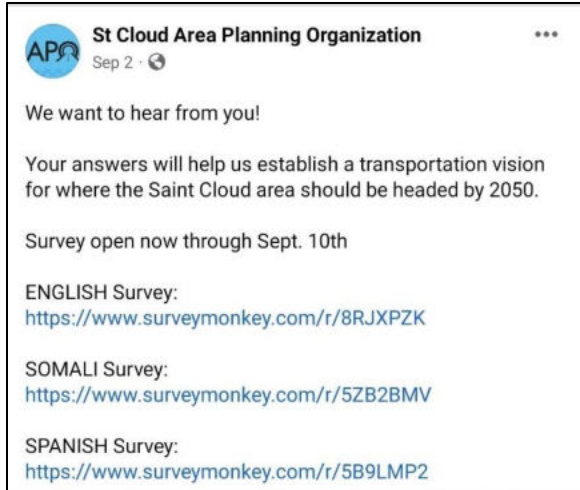 APO
St Cloud Area Planning Organization
Sep 2 ·
We want to hear from you!
Your answers will help us establish a transportation vision
for where the Saint Cloud area should be headed by 2050.
Survey open now through Sept. 10th
ENGLISH Survey:
https://www.surveymonkey.com/r/8RJXPZK
SOMALI Survey:
https://www.surveymonkey.com/r/5ZB2BMV
SPANISH Survey:
https://www.surveymonkey.com/r/5B9LMP2